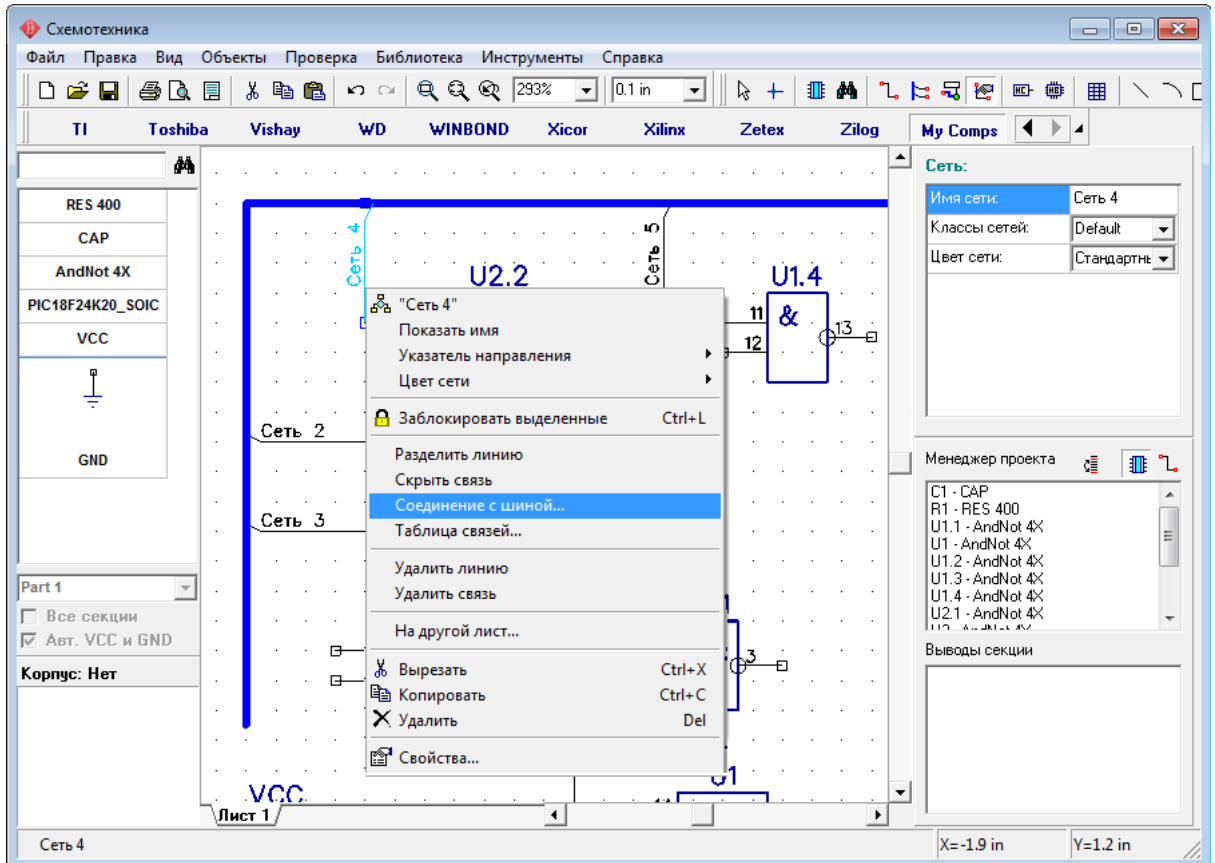 Схемотехника
Файл Правка Вид Объекты Проверка Библиотека Инструменты Справка
293% 0.1 in
TI Toshiba Vishay WD WINBOND Xicor Xilinx Zetex Zilog My Comps
RES 400
CAP
AndNot 4X
PIC18F24K20_SOIC
VCC
GND
Part 1
Все секции
Авт. VCC и GND
Корпус: Нет
Сеть 4
Сеть 5
U2.2
U1.4
11
&
13
12
Сеть 2
Сеть 3
3
VCC
U1
"Сеть 4"
Показать имя
Указатель направления
Цвет сети
Заблокировать выделенные Ctrl+L
Разделить линию
Скрыть связь
Соединение с шиной...
Таблица связей...
Удалить линию
Удалить связь
На другой лист...
Вырезать Ctrl+X
Копировать Ctrl+C
Удалить Del
Свойства...
Лист 1
Сеть:
Имя сети: Сеть 4
Классы сетей: Default
Цвет сети: Стандартнь
Менеджер проекта
C1 - CAP
R1 - RES 400
U1.1 - AndNot 4X
U1 - AndNot 4X
U1.2 - AndNot 4X
U1.3 - AndNot 4X
U1.4 - AndNot 4X
U2.1 - AndNot 4X
Выводы секции
Сеть 4 X=-1.9 in Y=1.2 in